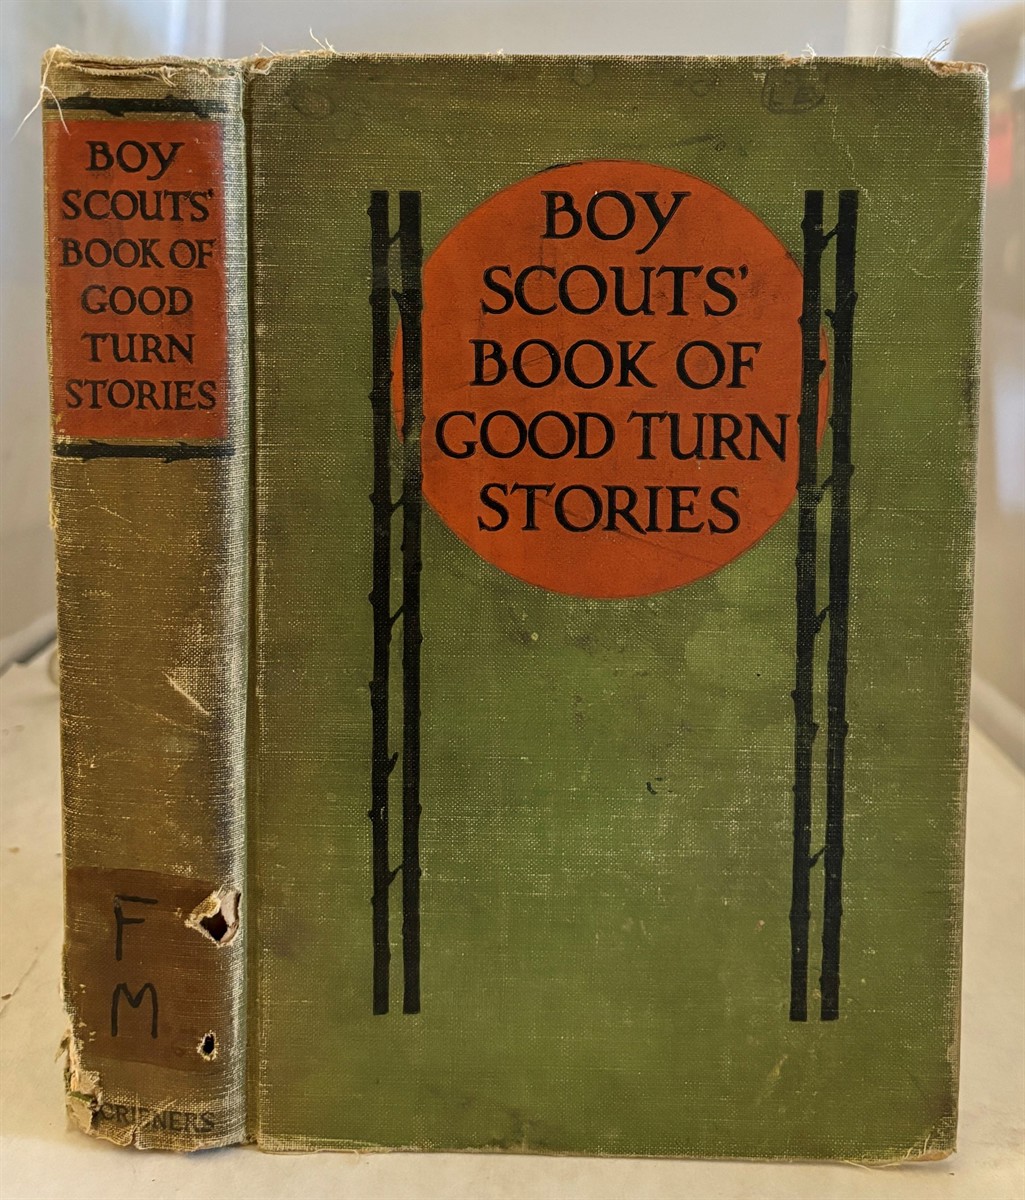 BOY
SCOUTS'
BOOK OF
GOOD
TURN
STORIES
F
M
SCRIBNERS
BOY
SCOUTS'
BOOK OF
GOOD TURN
STORIES